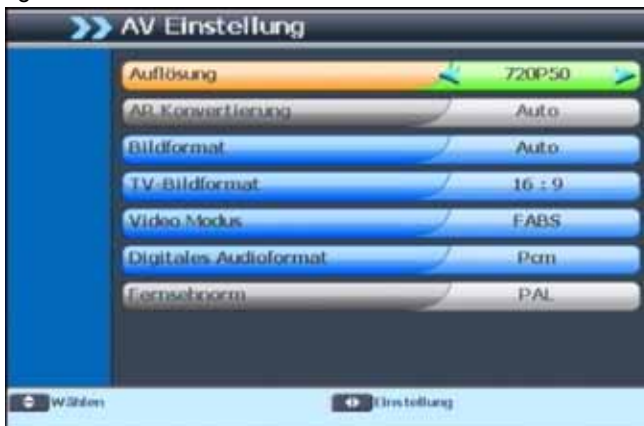 AV Einstellung
Auflösung 720P50
AR Konvertierung Auto
Bildformat Auto
TV-Bildformat 16 : 9
Video Modus FABS
Digitales Audioformat Pcm
Fernsehnorm PAL
Wählen Einstellung